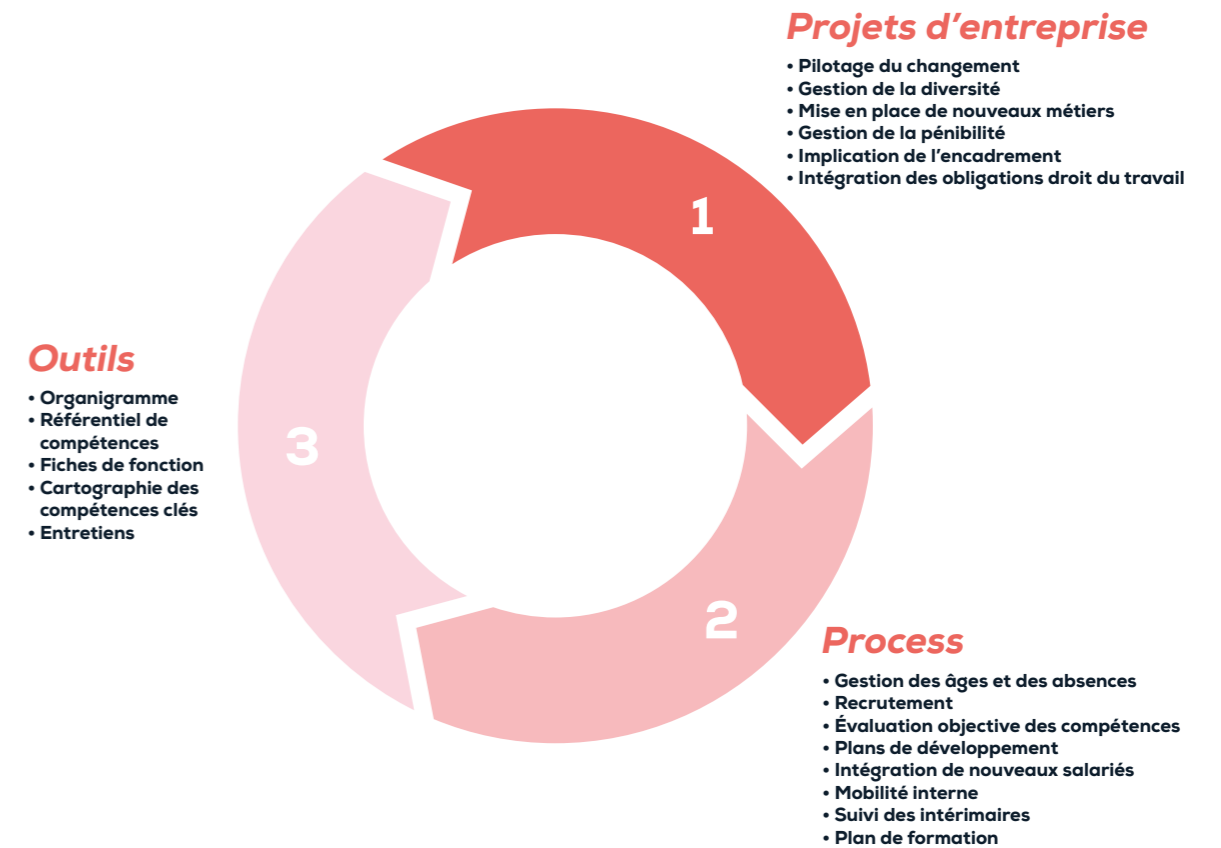 Projets d’entreprise
• Pilotage du changement
• Gestion de la diversité
• Mise en place de nouveaux métiers
• Gestion de la pénibilité
• Implication de l’encadrement
• Intégration des obligations droit du travail
1
Outils
• Organigramme
• Référentiel de
compétences
• Fiches de fonction
• Cartographie des
compétences clés
• Entretiens
3
2
Process
• Gestion des âges et des absences
• Recrutement
• Évaluation objective des compétences
• Plans de développement
• Intégration de nouveaux salariés
• Mobilité interne
• Suivi des intérimaires
• Plan de formation